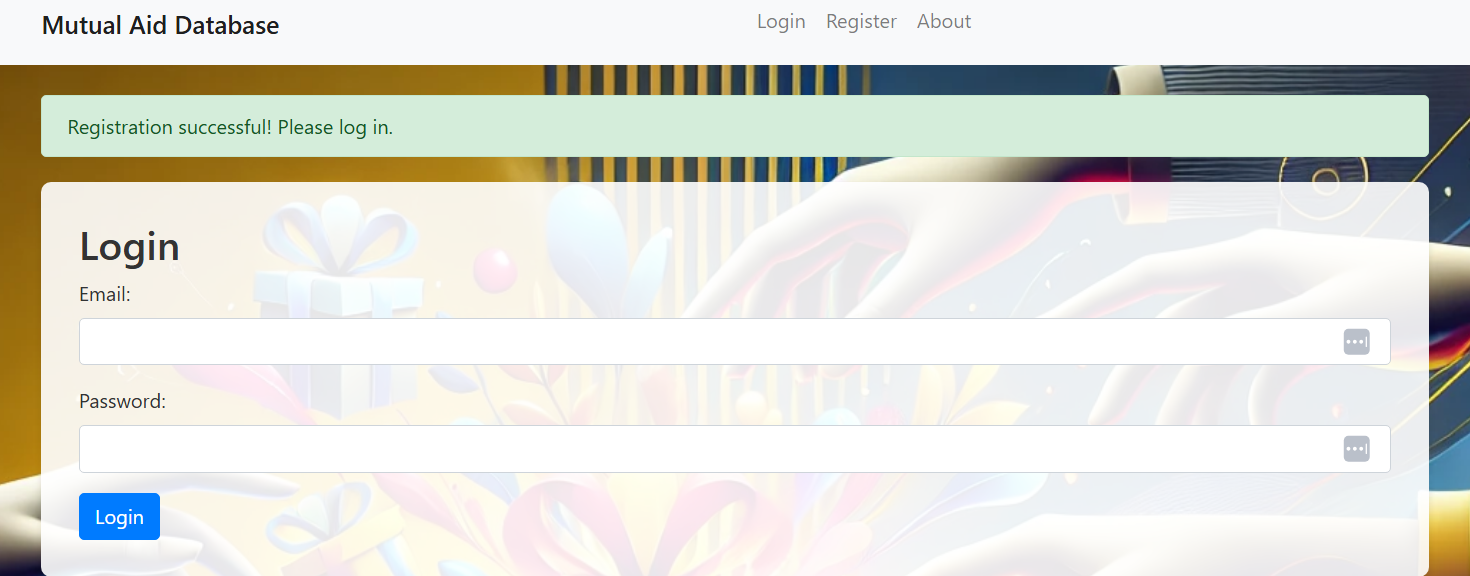 Mutual Aid Database
Login Register About
Registration successful! Please log in.
Login
Email:
Password:
Login